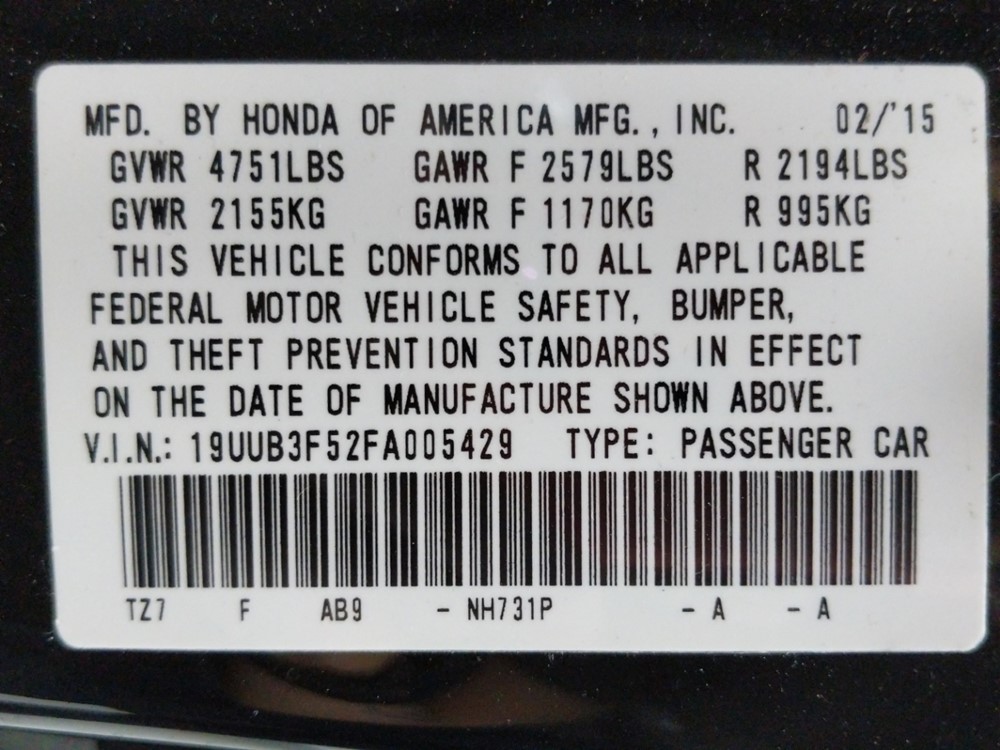 MFD. BY HONDA OF AMERICA MFG., INC. 02/'15
GVWR 4751LBS GAWR F 2579LBS R 2194LBS
GVWR 2155KG GAWR F 1170KG R 995KG
THIS VEHICLE CONFORMS TO ALL APPLICABLE
FEDERAL MOTOR VEHICLE SAFETY, BUMPER,
AND THEFT PREVENTION STANDARDS IN EFFECT
ON THE DATE OF MANUFACTURE SHOWN ABOVE.
V.I.N.: 19UUB3F52FA005429 TYPE: PASSENGER CAR
TZ7 F AB9 - NH731P - A - A